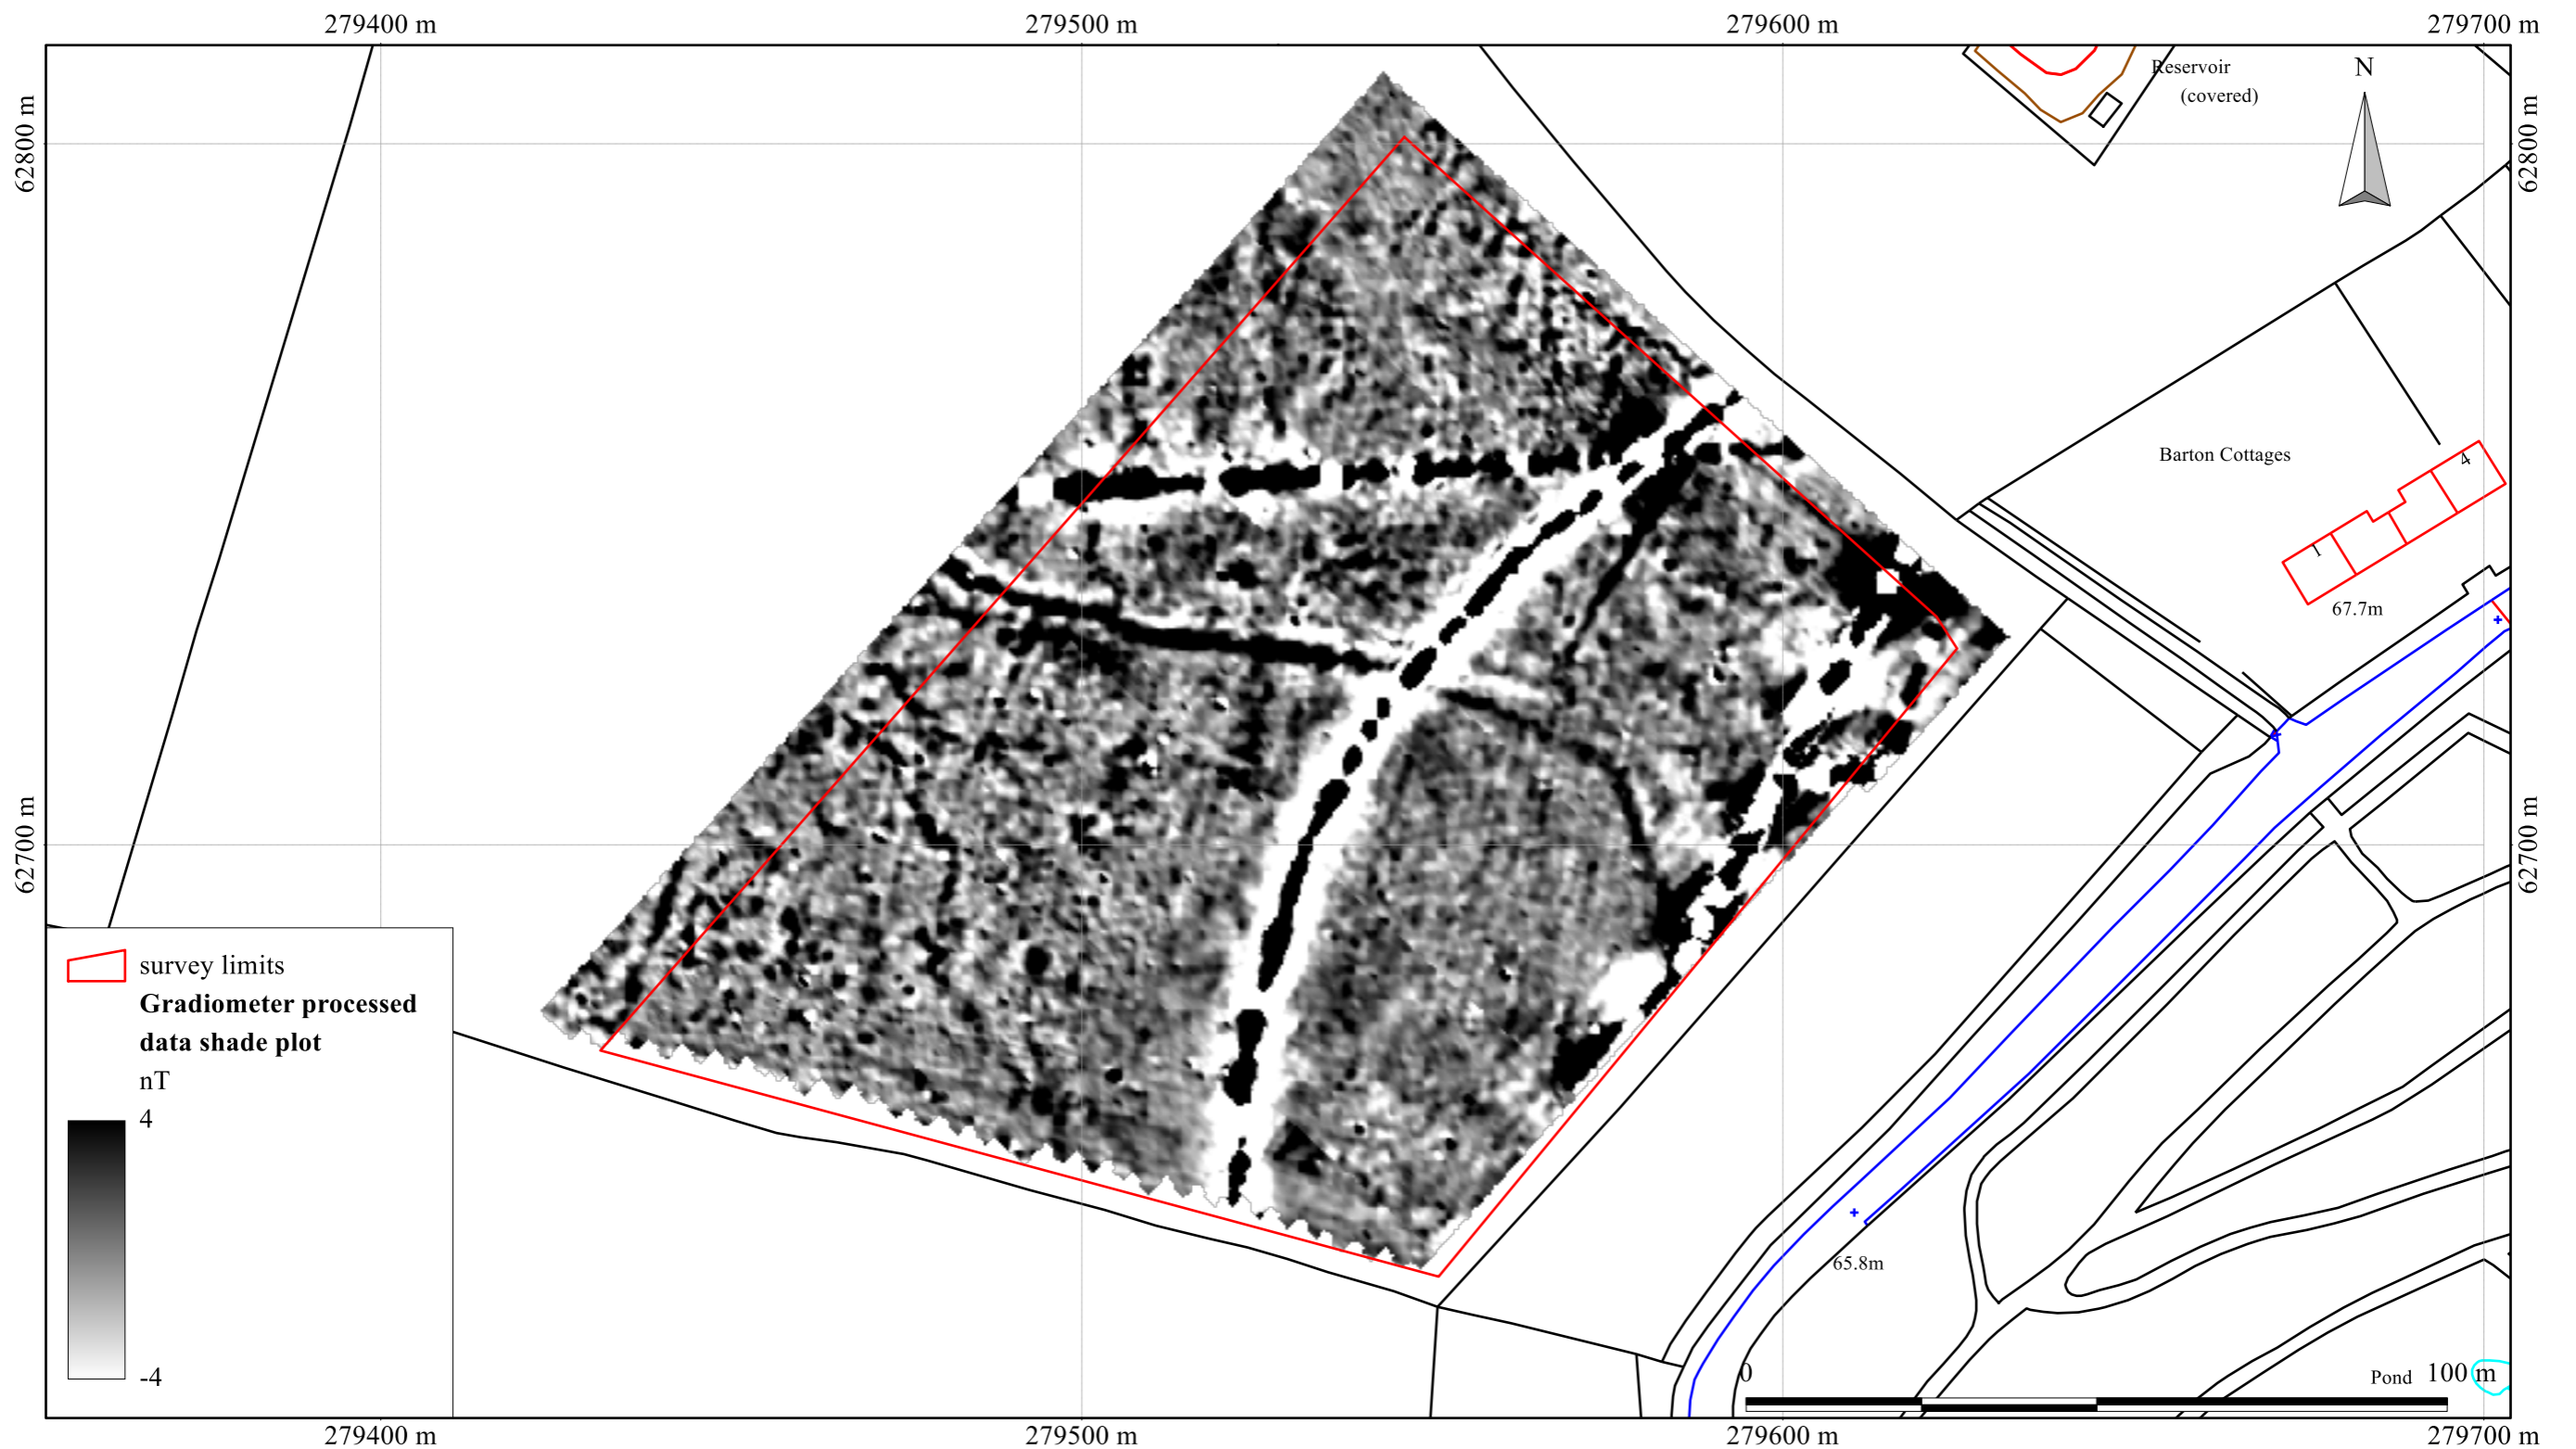 279400 m
279500 m
279600 m
279700 m
62800 m
62800 m
Reservoir
(covered)
N
Barton Cottages
4
1
67.7m
62700 m
62700 m
survey limits
Gradiometer processed
data shade plot
nT
4
-4
65.8m
Pond
0
100 m
279400 m
279500 m
279600 m
279700 m